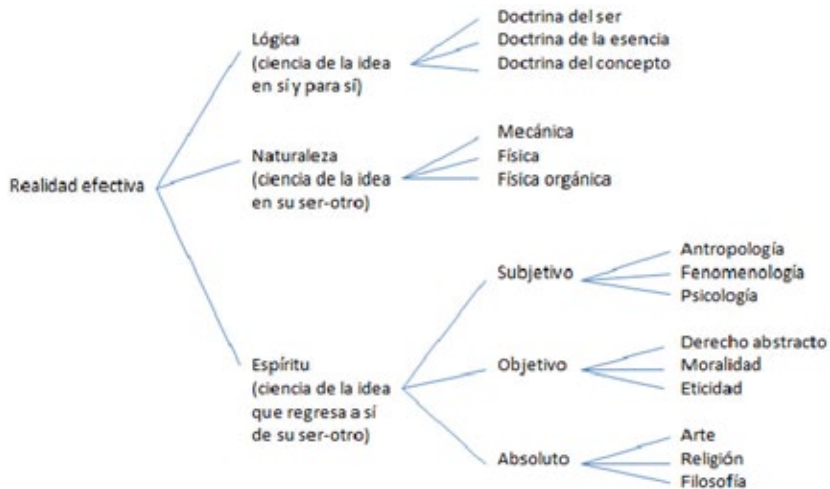 Realidad efectiva
Lógica
(ciencia de la idea
en sí y para sí)
Doctrina del ser
Doctrina de la esencia
Doctrina del concepto
Naturaleza
(ciencia de la idea
en su ser-otro)
Mecánica
Física
Física orgánica
Espíritu
(ciencia de la idea
que regresa a sí
de su ser-otro)
Subjetivo
Antropología
Fenomenología
Psicología
Objetivo
Derecho abstracto
Moralidad
Eticidad
Absoluto
Arte
Religión
Filosofía